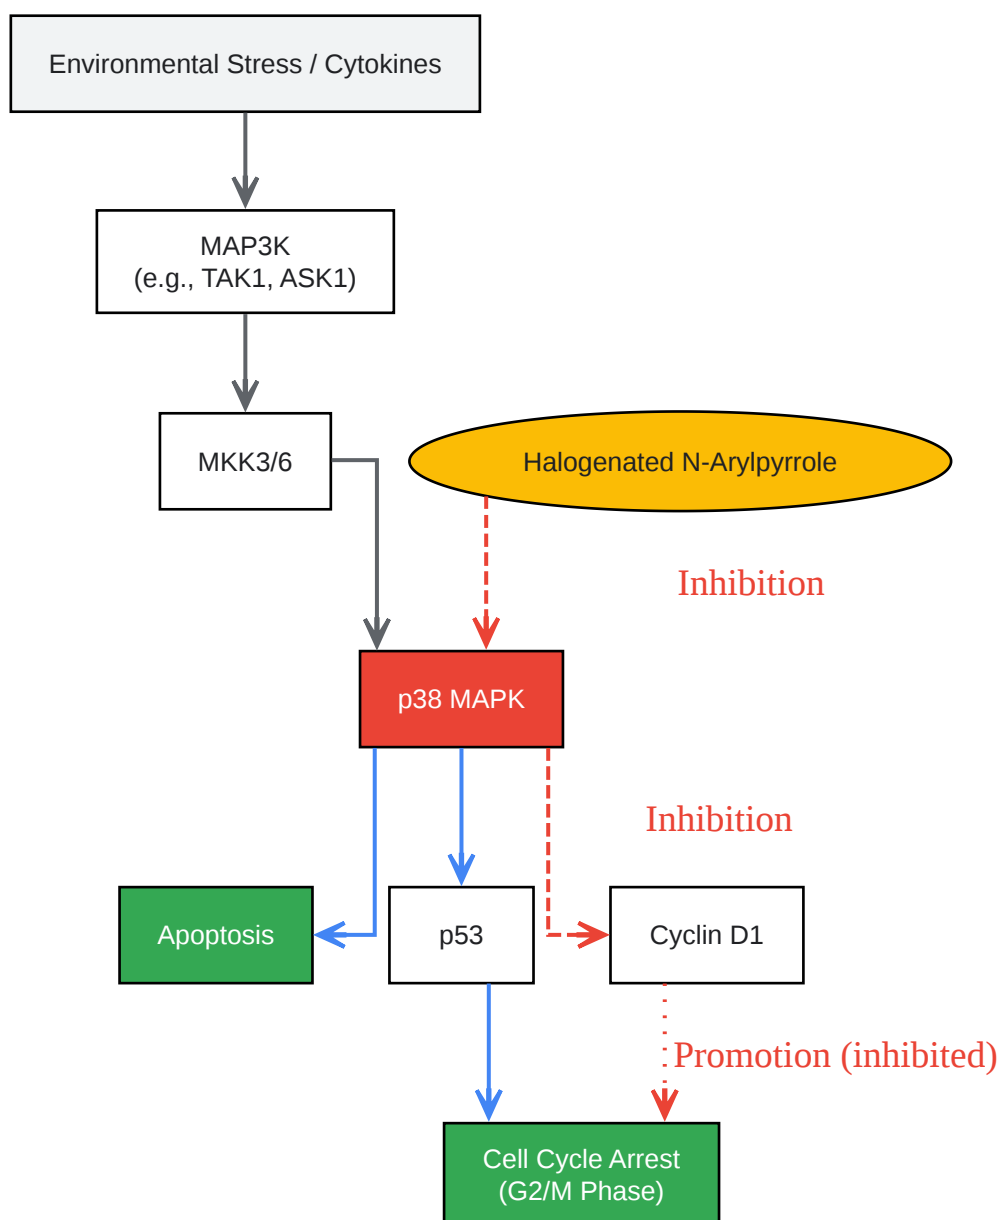 Environmental Stress / Cytokines
MAP3K
(e.g., TAK1, ASK1)
MKK3/6
Halogenated N-Arylpyrrole
Inhibition
p38 MAPK
Inhibition
Apoptosis
p53
Cyclin D1
Promotion (inhibited)
Cell Cycle Arrest
(G2/M Phase)